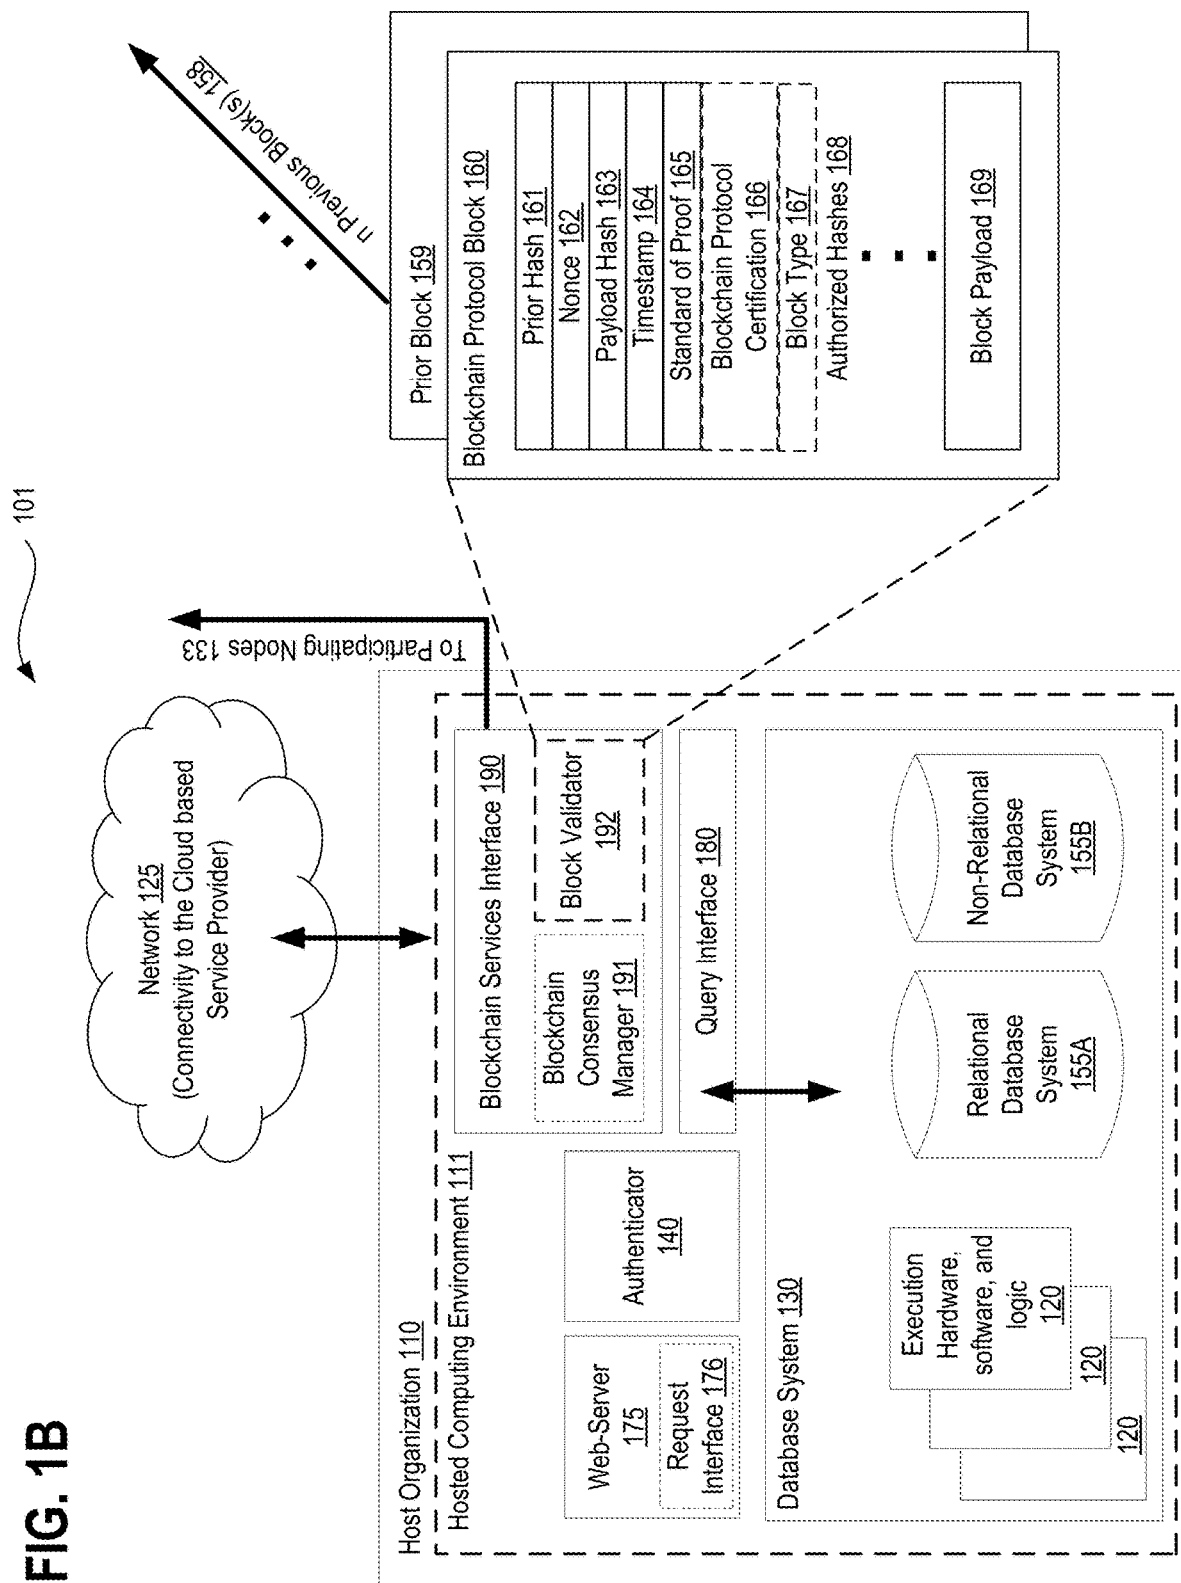 FIG. 1B
101
Network 125
(Connectivity to the Cloud based
Service Provider)
Host Organization 110
Hosted Computing Environment 111
Web-Server
175
Request
Interface 176
Authenticator
140
Blockchain Services Interface 190
Blockchain
Consensus
Manager 191
Block Validator
192
Query Interface 180
To Participating Nodes 133
Database System 130
Execution
Hardware,
software, and
logic
120
120
120
Relational
Database
System
155A
Non-Relational
Database
System
155B
n Previous Block(s) 158
Prior Block 159
Blockchain Protocol Block 160
Prior Hash 161
Nonce 162
Payload Hash 163
Timestamp 164
Standard of Proof 165
Blockchain Protocol
Certification 166
Block Type 167
Authorized Hashes 168
Block Payload 169